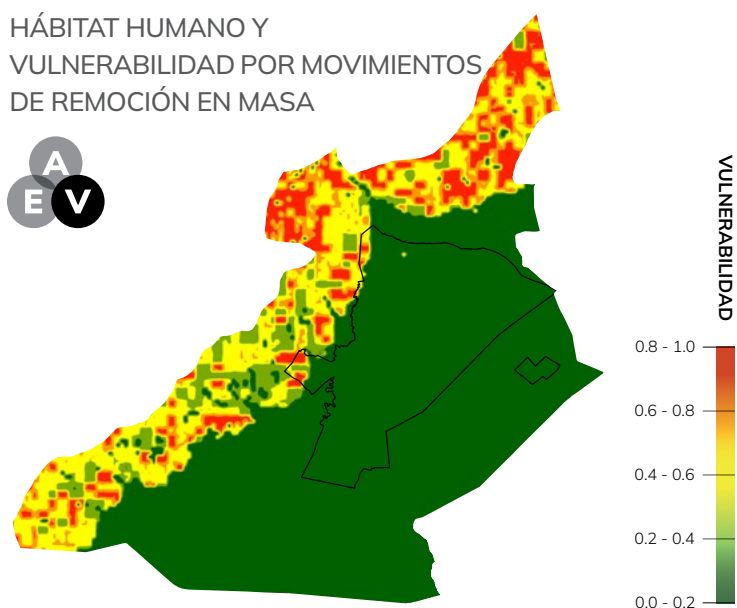 HÁBITAT HUMANO Y
VULNERABILIDAD POR MOVIMIENTOS
DE REMOCIÓN EN MASA
A
E V
VULNERABILIDAD
0.8 - 1.0
0.6 - 0.8
0.4 - 0.6
0.2 - 0.4
0.0 - 0.2